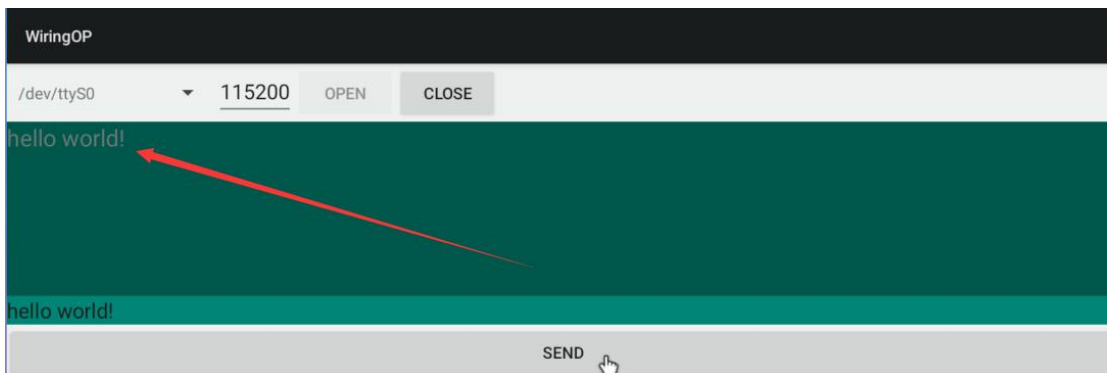 WiringOP
/dev/ttyS0 115200 OPEN CLOSE
hello world!
hello world!
SEND